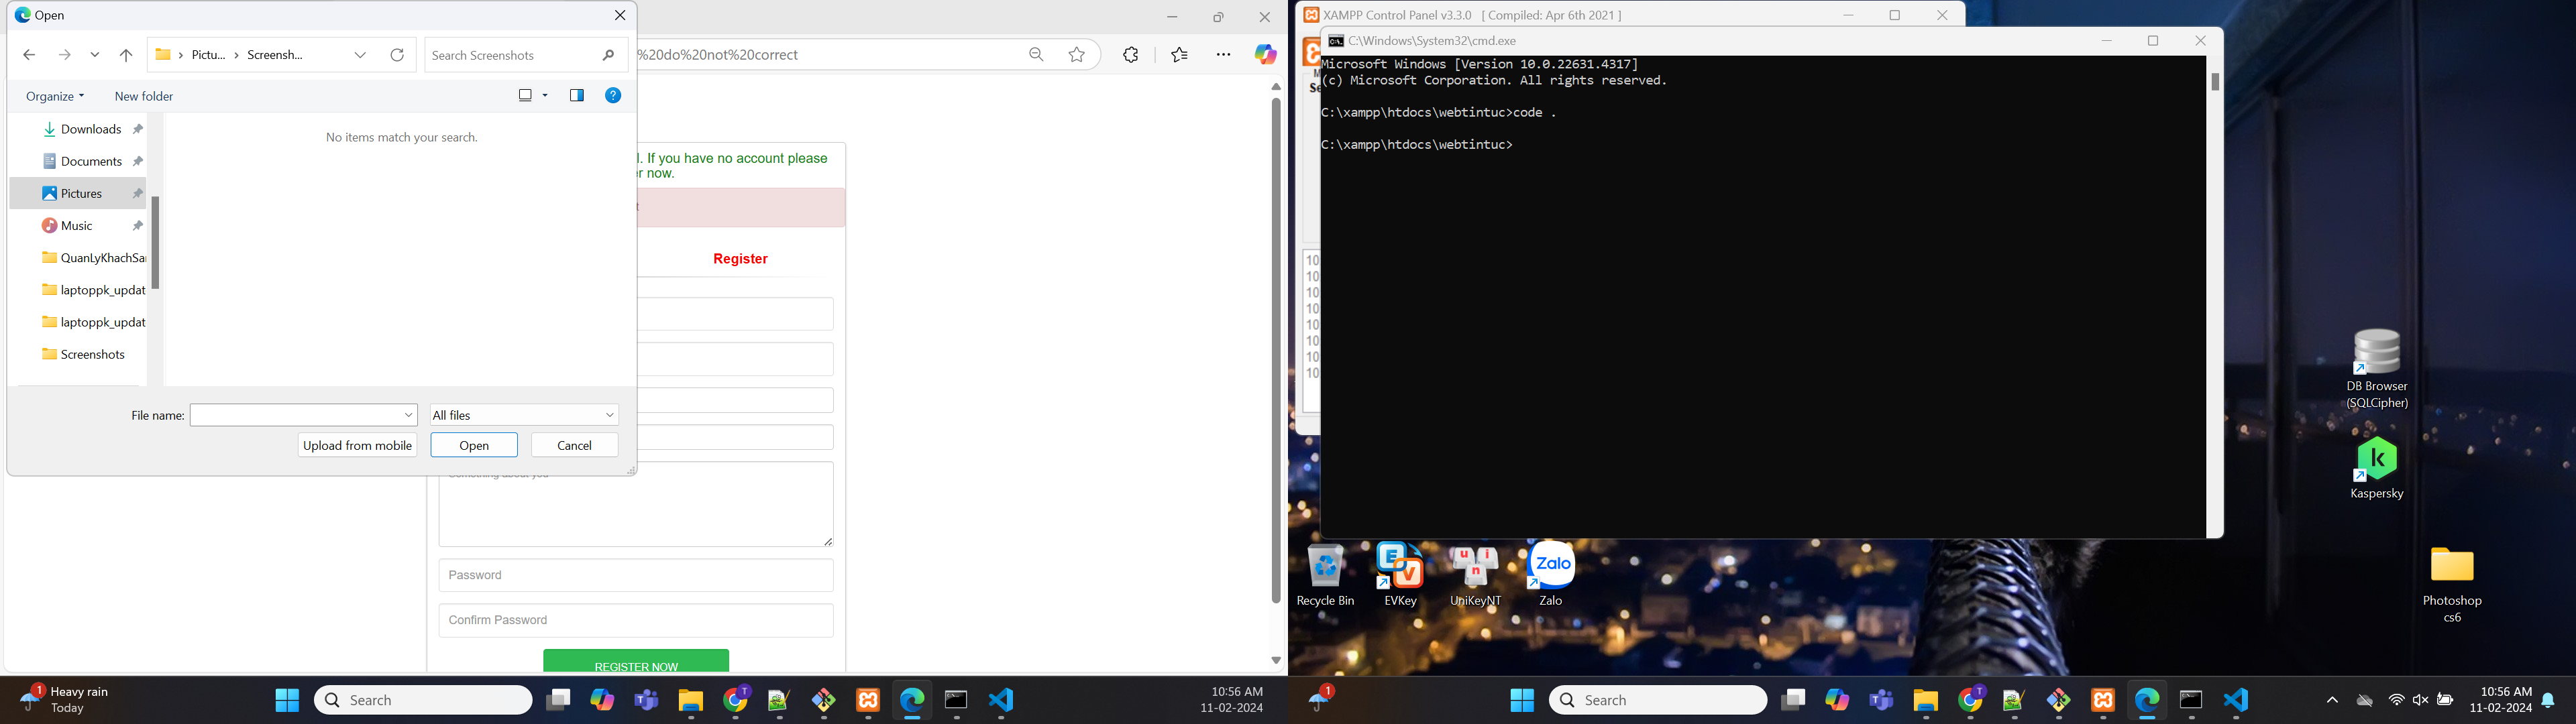 Open
Pictu... > Screensh...
Search Screenshots
Organize
New folder
Downloads
Documents
Pictures
Music
QuanLyKhachSa
laptoppk_updat
laptoppk_updat
Screenshots
No items match your search.
File name:
All files
Upload from mobile
Open
Cancel
%20do%20not%20correct
. If you have no account please
r now.
Register
Password
Confirm Password
REGISTER NOW
1
Heavy rain
Today
Search
T
10:56 AM
11-02-2024
XAMPP Control Panel v3.3.0 [ Compiled: Apr 6th 2021 ]
C:\Windows\System32\cmd.exe
Microsoft Windows [Version 10.0.22631.4317]
(c) Microsoft Corporation. All rights reserved.
C:\xampp\htdocs\webtintuc>code .
C:\xampp\htdocs\webtintuc>
Se
10
10
10
10
10
10
10
10
DB Browser
(SQLCipher)
Kaspersky
Photoshop
cs6
Recycle Bin
EVKey
UniKeyNT
Zalo
Zalo
1
Search
T
10:56 AM
11-02-2024